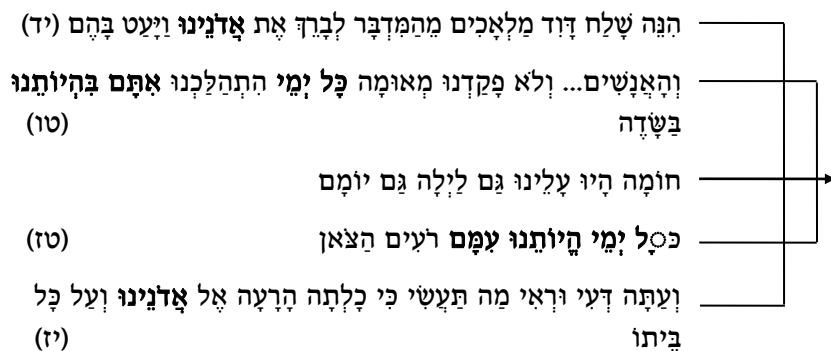 הִנֵּה שָׁלַח דָּוִד מַלְאָכִים מֵהַמִּדְבָּר לְבָרֵךְ אֶת אֲדֹנֵינוּ וַיָּעַט בָּהֶם (יד)
וְהָאֲנָשִׁים... וְלֹא פָקַדְנוּ מְאוּמָה כָּל יְמֵי הִתְהַלַּכְנוּ אִתָּם בִּהְיוֹתֵנוּ
בַּשָּׂדֶה (טו)
חוֹמָה הָיוּ עָלֵינוּ גַּם לַיְלָה גַּם יוֹמָם
כׇּּל יְמֵי הֱיוֹתֵנוּ עִמָּם רֹעִים הַצֹּאן (טז)
וְעַתָּה דְּעִי וּרְאִי מַה תַּעֲשִׂי כִּי כָלְתָה הָרָעָה אֶל אֲדֹנֵינוּ וְעַל כָּל
בֵּיתוֹ (יז)